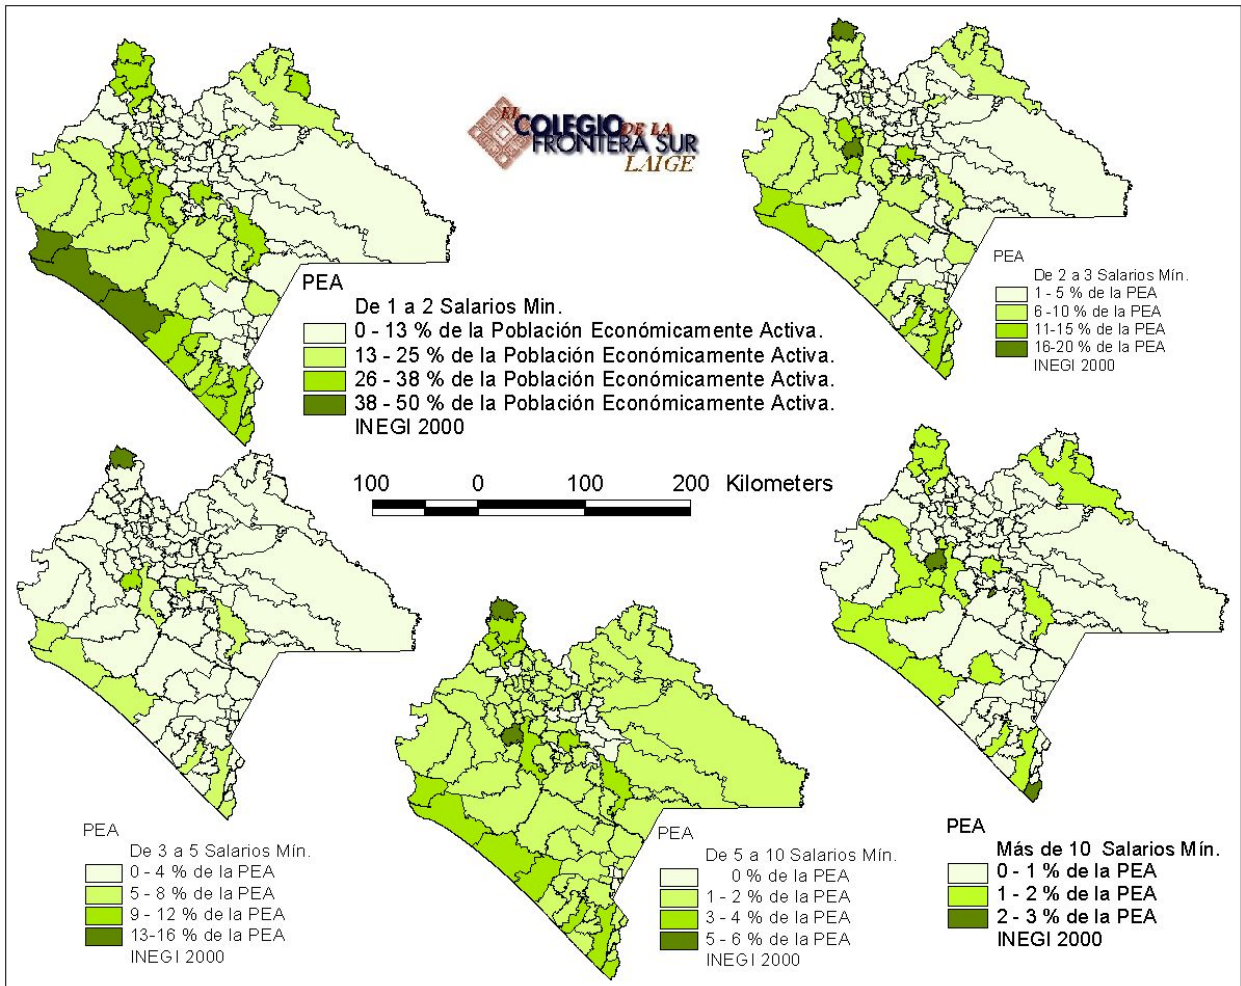 EL
COLEGIO DE LA
FRONTERA SUR
LAIGE
PEA
De 1 a 2 Salarios Min.
0 - 13 % de la Población Económicamente Activa.
13 - 25 % de la Población Económicamente Activa.
26 - 38 % de la Población Económicamente Activa.
38 - 50 % de la Población Económicamente Activa.
INEGI 2000
PEA
De 2 a 3 Salarios Mín.
1 - 5 % de la PEA
6 -10 % de la PEA
11-15 % de la PEA
16-20 % de la PEA
INEGI 2000
100 0 100 200 Kilometers
PEA
De 3 a 5 Salarios Mín.
0 - 4 % de la PEA
5 - 8 % de la PEA
9 - 12 % de la PEA
13-16 % de la PEA
INEGI 2000
PEA
De 5 a 10 Salarios Mín.
0 % de la PEA
1 - 2 % de la PEA
3 - 4 % de la PEA
5 - 6 % de la PEA
INEGI 2000
PEA
Más de 10 Salarios Mín.
0 - 1 % de la PEA
1 - 2 % de la PEA
2 - 3 % de la PEA
INEGI 2000